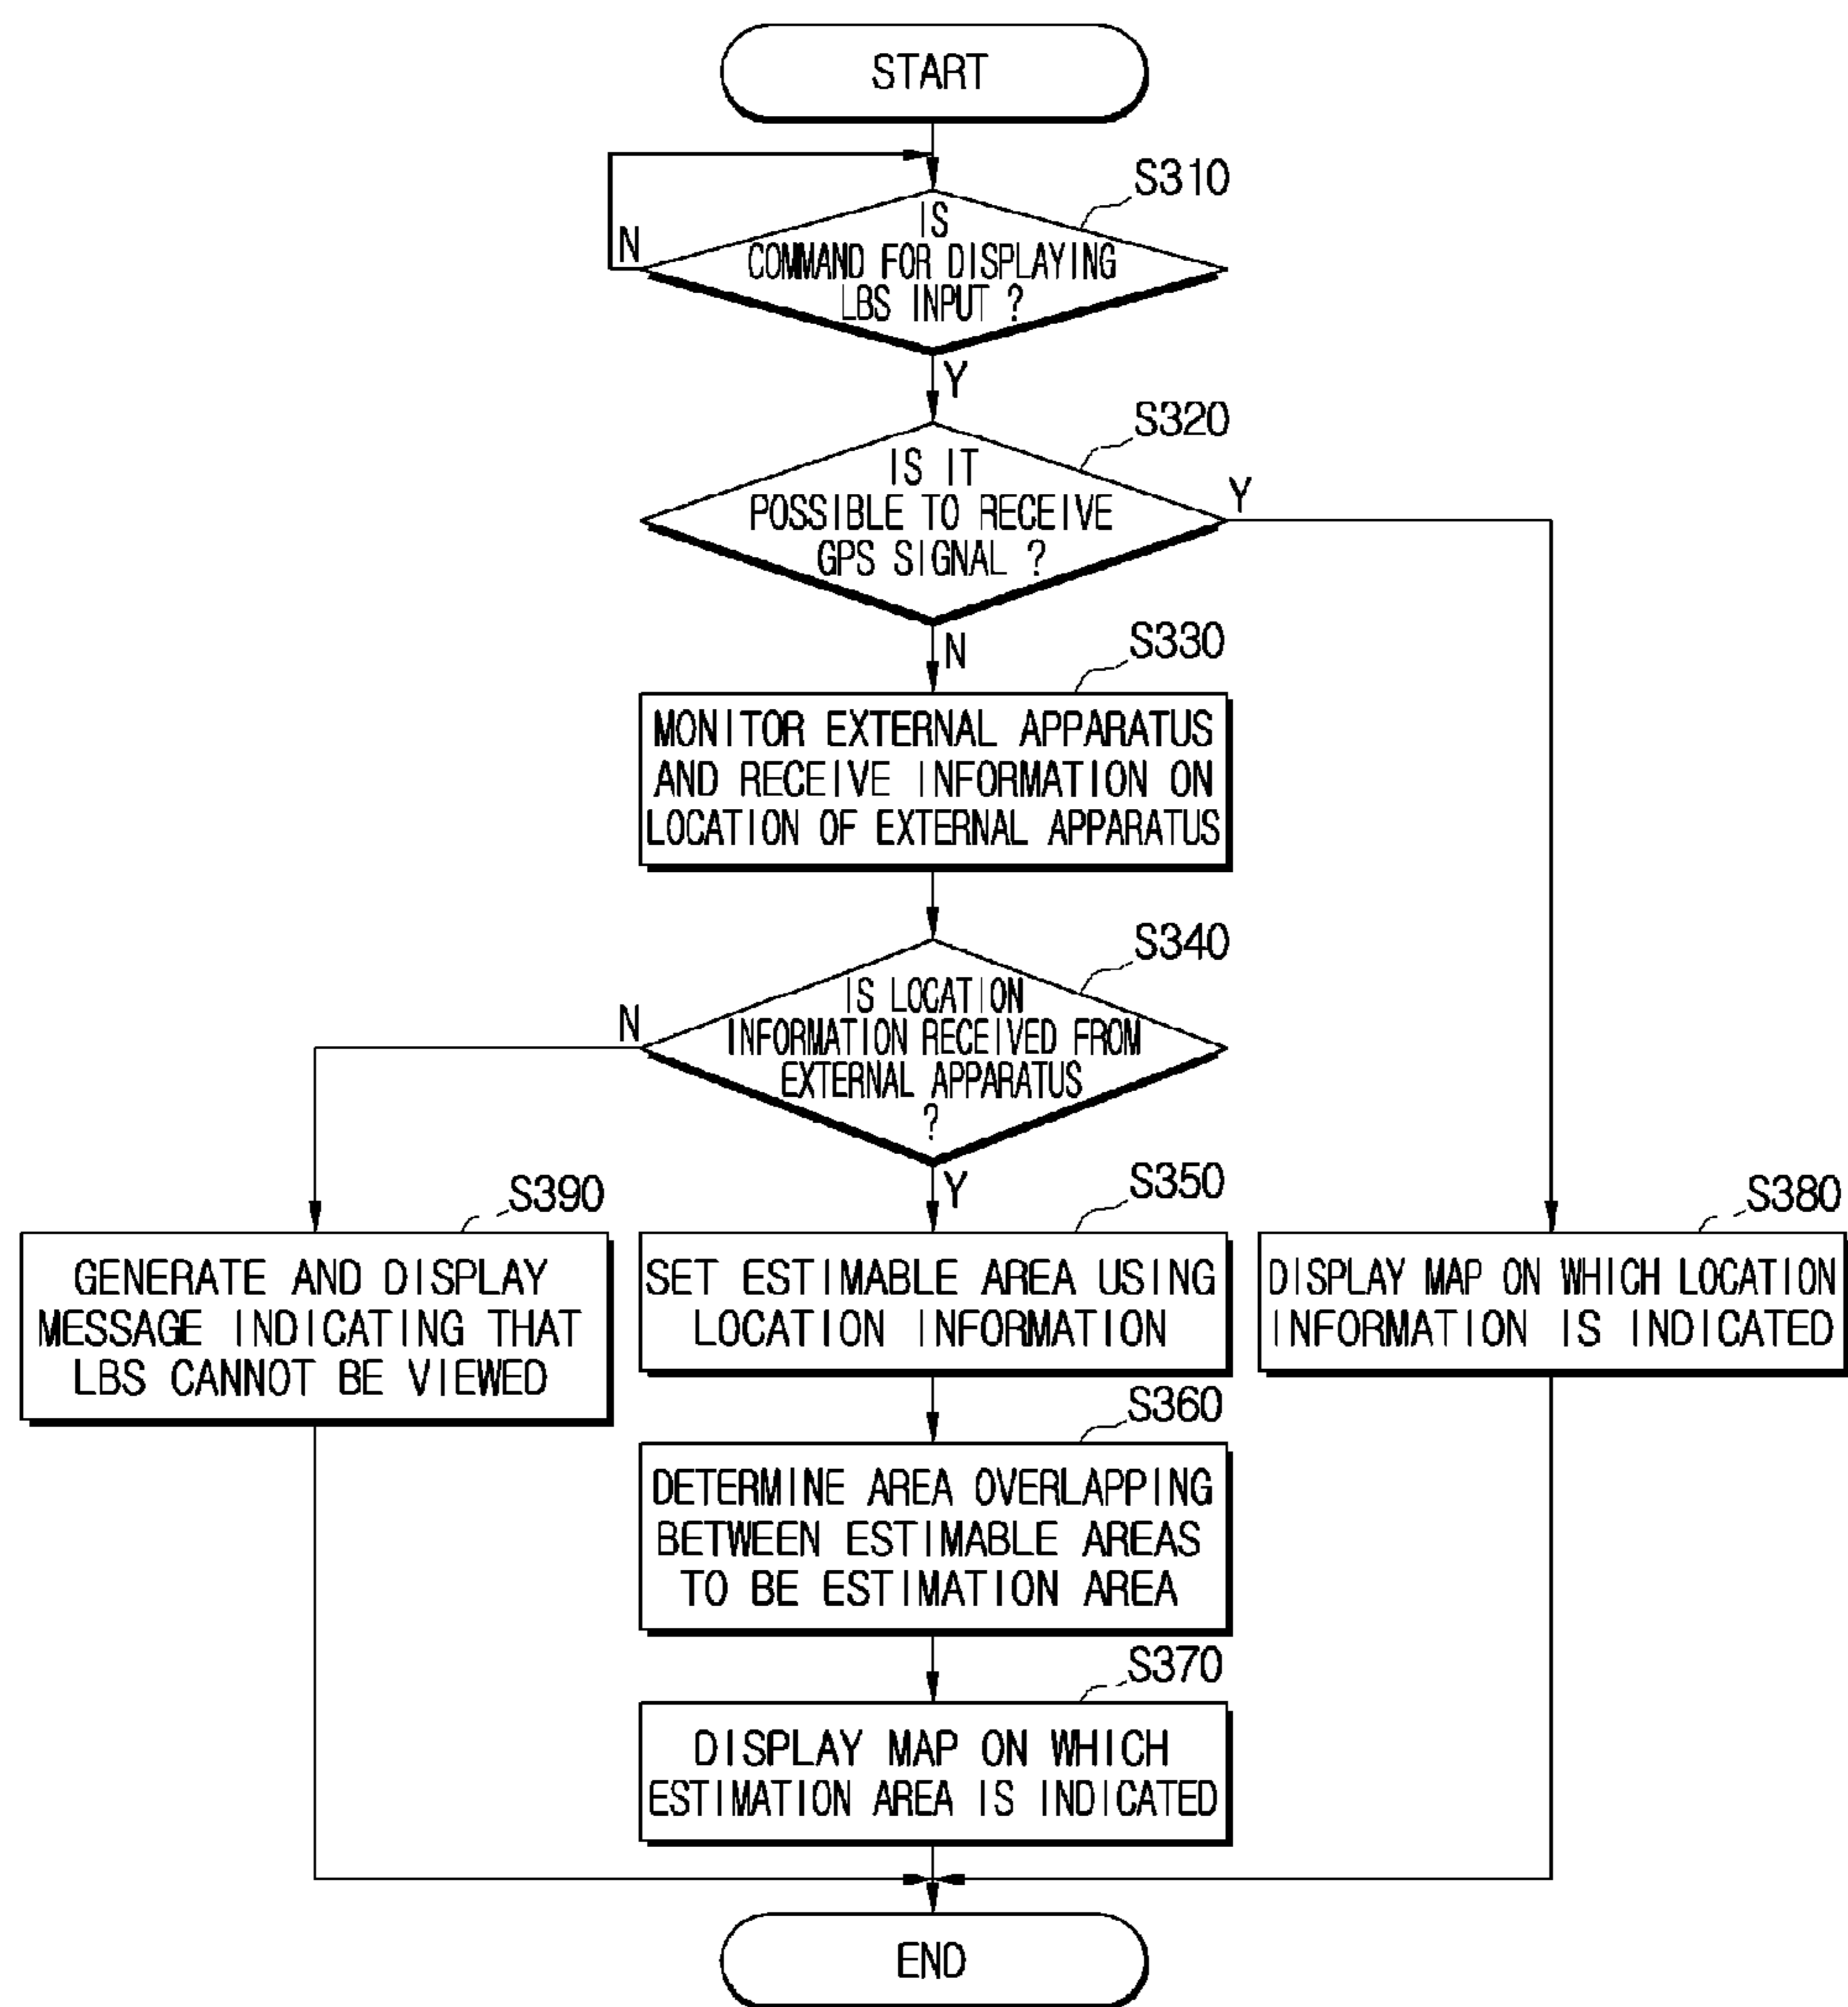 START
S310
IS
COMMAND FOR DISPLAYING
LBS INPUT ?
N
Y
S320
IS IT
POSSIBLE TO RECEIVE
GPS SIGNAL ?
Y
N
S330
MONITOR EXTERNAL APPARATUS
AND RECEIVE INFORMATION ON
LOCATION OF EXTERNAL APPARATUS
S340
IS LOCATION
INFORMATION RECEIVED FROM
EXTERNAL APPARATUS
?
N
Y
S390
GENERATE AND DISPLAY
MESSAGE INDICATING THAT
LBS CANNOT BE VIEWED
S350
SET ESTIMABLE AREA USING
LOCATION INFORMATION
S380
DISPLAY MAP ON WHICH LOCATION
INFORMATION IS INDICATED
S360
DETERMINE AREA OVERLAPPING
BETWEEN ESTIMABLE AREAS
TO BE ESTIMATION AREA
S370
DISPLAY MAP ON WHICH
ESTIMATION AREA IS INDICATED
END